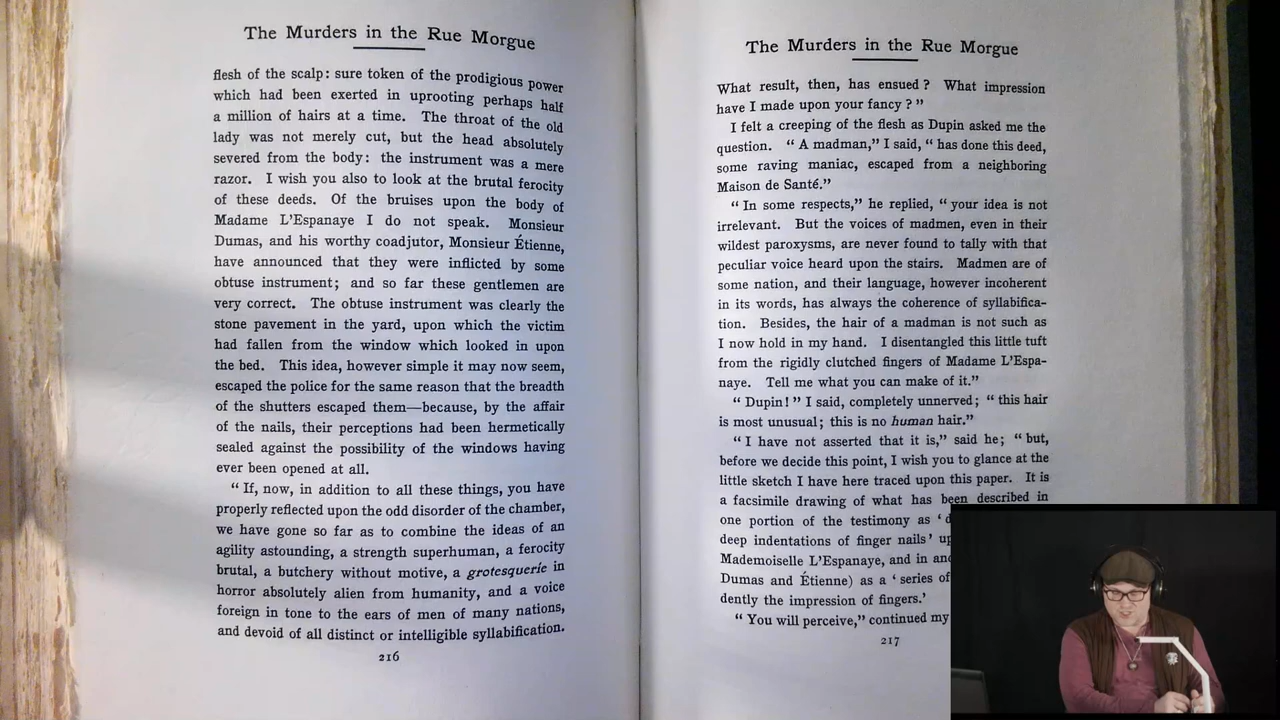 The Murders in the Rue Morgue
flesh of the scalp: sure token of the prodigious power
which had been exerted in uprooting perhaps half
a million of hairs at a time. The throat of the old
lady was not merely cut, but the head absolutely
severed from the body: the instrument was a mere
razor. I wish you also to look at the brutal ferocity
of these deeds. Of the bruises upon the body of
Madame L'Espanaye I do not speak. Monsieur
Dumas, and his worthy coadjutor, Monsieur Étienne,
have announced that they were inflicted by some
obtuse instrument; and so far these gentlemen are
very correct. The obtuse instrument was clearly the
stone pavement in the yard, upon which the victim
had fallen from the window which looked in upon
the bed. This idea, however simple it may now seem,
escaped the police for the same reason that the breadth
of the shutters escaped them—because, by the affair
of the nails, their perceptions had been hermetically
sealed against the possibility of the windows having
ever been opened at all.
" If, now, in addition to all these things, you have
properly reflected upon the odd disorder of the chamber,
we have gone so far as to combine the ideas of an
agility astounding, a strength superhuman, a ferocity
brutal, a butchery without motive, a grotesquerie in
horror absolutely alien from humanity, and a voice
foreign in tone to the ears of men of many nations,
and devoid of all distinct or intelligible syllabification.
216
The Murders in the Rue Morgue
What result, then, has ensued ? What impression
have I made upon your fancy ? "
I felt a creeping of the flesh as Dupin asked me the
question. " A madman," I said, " has done this deed,
some raving maniac, escaped from a neighboring
Maison de Santé."
" In some respects," he replied, " your idea is not
irrelevant. But the voices of madmen, even in their
wildest paroxysms, are never found to tally with that
peculiar voice heard upon the stairs. Madmen are of
some nation, and their language, however incoherent
in its words, has always the coherence of syllabifica-
tion. Besides, the hair of a madman is not such as
I now hold in my hand. I disentangled this little tuft
from the rigidly clutched fingers of Madame L'Espa-
naye. Tell me what you can make of it."
" Dupin! " I said, completely unnerved; " this hair
is most unusual; this is no human hair."
" I have not asserted that it is," said he; " but,
before we decide this point, I wish you to glance at the
little sketch I have here traced upon this paper. It is
a facsimile drawing of what has been described in
one portion of the testimony as ' d
deep indentations of finger nails ' up
Mademoiselle L'Espanaye, and in ano
Dumas and Étienne) as a ' series of
dently the impression of fingers.'
" You will perceive," continued my
217